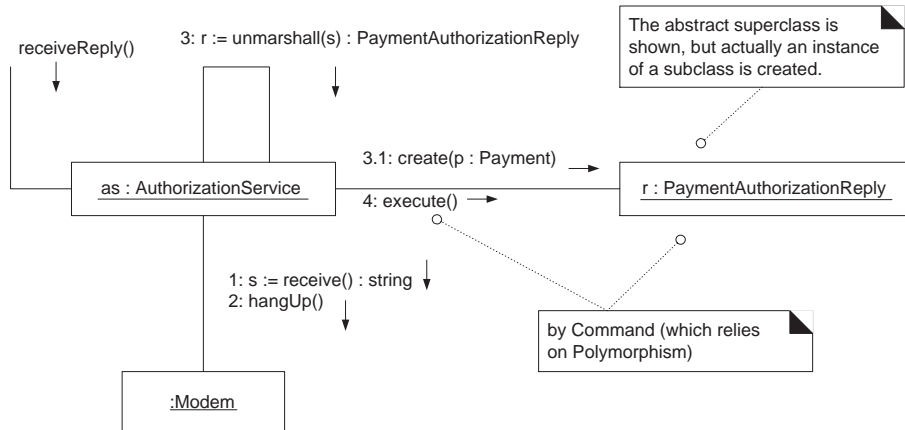 receiveReply()
3: r := unmarshall(s) : PaymentAuthorizationReply
The abstract superclass is
shown, but actually an instance
of a subclass is created.
as : AuthorizationService
3.1: create(p : Payment)
4: execute()
r : PaymentAuthorizationReply
1: s := receive() : string
2: hangUp()
by Command (which relies
on Polymorphism)
:Modem